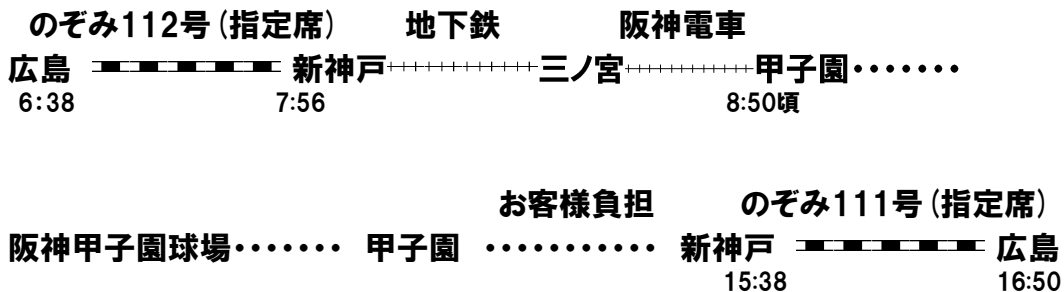 のぞみ112号(指定席) 地下鉄 阪神電車
広島 新神戸 三ノ宮 甲子園・・・・・・・
6:38 7:56 8:50頃
お客様負担 のぞみ111号(指定席)
阪神甲子園球場・・・・・・・ 甲子園 ・・・・・・・・・・・ 新神戸 広島
15:38 16:50